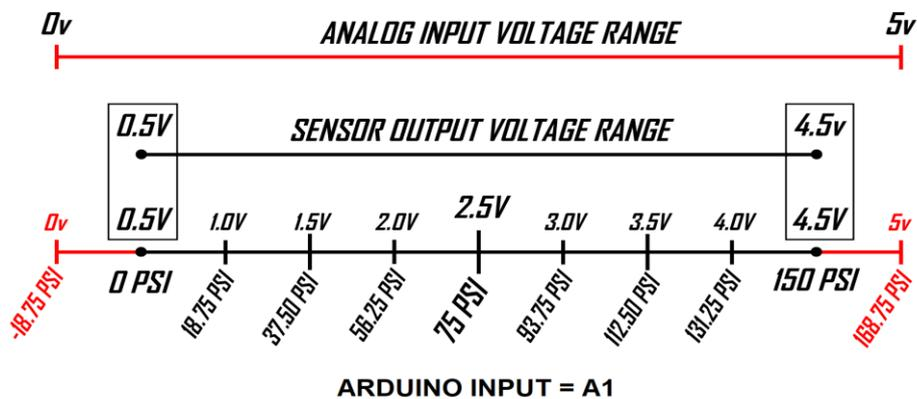 0v 5v
ANALOG INPUT VOLTAGE RANGE
0.5V 4.5v
SENSOR OUTPUT VOLTAGE RANGE
0v 0.5V 1.0V 1.5V 2.0V 2.5V 3.0V 3.5V 4.0V 4.5V 5v
-18.75 PSI 0 PSI 18.75 PSI 37.50 PSI 56.25 PSI 75 PSI 93.75 PSI 112.50 PSI 131.25 PSI 150 PSI 168.75 PSI
ARDUINO INPUT = A1